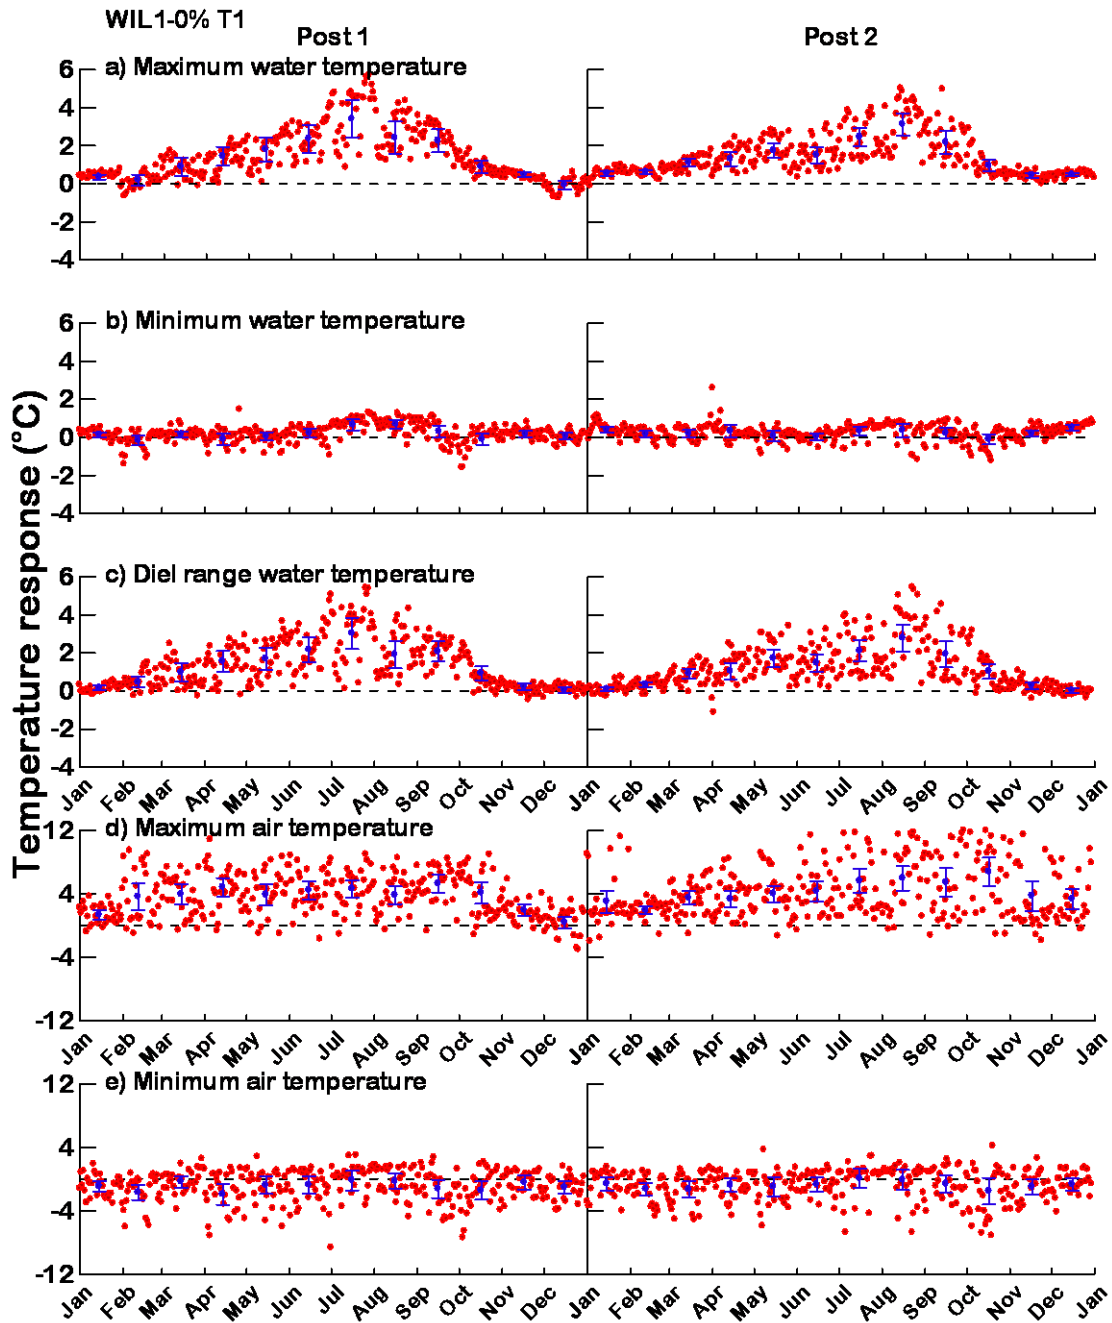 WIL1-0% T1
Post 1 Post 2
Temperature response (°C)
a) Maximum water temperature
6
4
2
0
-2
-4
b) Minimum water temperature
6
4
2
0
-2
-4
c) Diel range water temperature
6
4
2
0
-2
-4
Jan Feb Mar Apr May Jun Jul Aug Sep Oct Nov Dec Jan Feb Mar Apr May Jun Jul Aug Sep Oct Nov Dec Jan
d) Maximum air temperature
12
4
-4
-12
Jan Feb Mar Apr May Jun Jul Aug Sep Oct Nov Dec Jan Feb Mar Apr May Jun Jul Aug Sep Oct Nov Dec Jan
e) Minimum air temperature
12
4
-4
-12
Jan Feb Mar Apr May Jun Jul Aug Sep Oct Nov Dec Jan Feb Mar Apr May Jun Jul Aug Sep Oct Nov Dec Jan